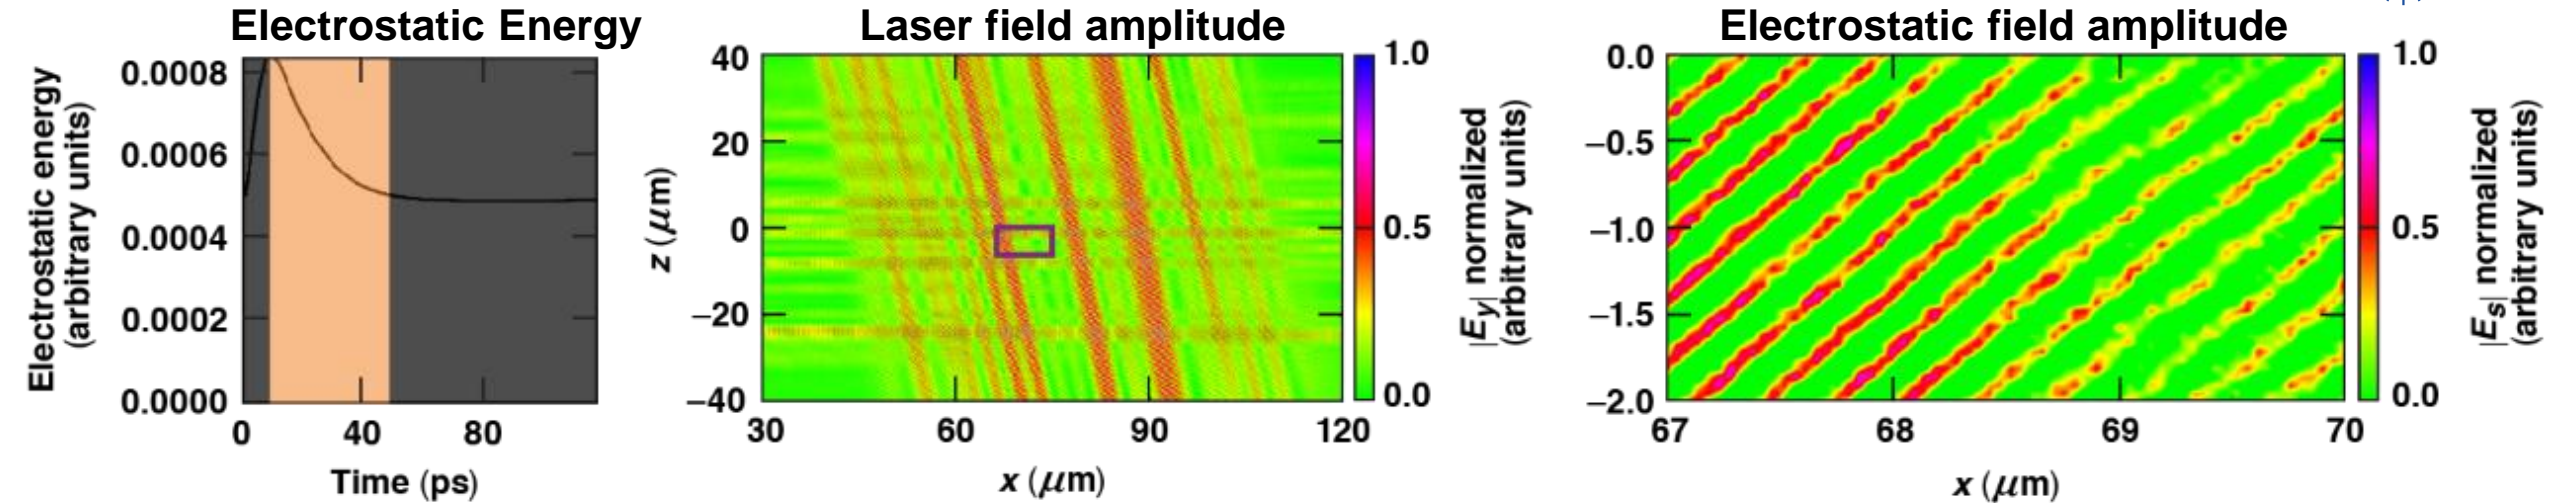 Electrostatic Energy
Electrostatic energy
(arbitrary units)
0.0008
0.0006
0.0004
0.0002
0.0000
0
40
80
Time (ps)
Laser field amplitude
z (μm)
40
20
0
−20
−40
30
60
90
120
x (μm)
1.0
0.5
0.0
|Ey| normalized
(arbitrary units)
Electrostatic field amplitude
0.0
−0.5
−1.0
−1.5
−2.0
67
68
69
70
x (μm)
1.0
0.5
0.0
|Es| normalized
(arbitrary units)